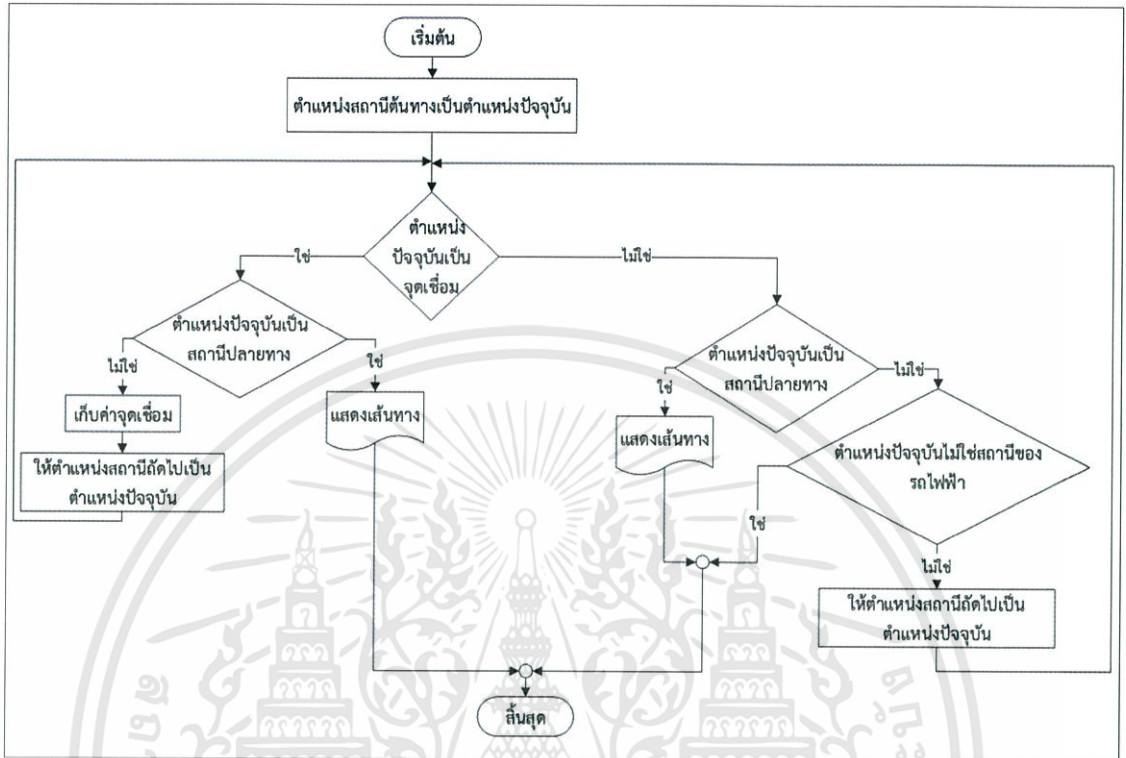 เริ่มต้น
ตำแหน่งสถานีต้นทางเป็นตำแหน่งปัจจุบัน
ตำแหน่ง
ปัจจุบันเป็น
จุดเชื่อม
ใช่
ไม่ใช่
ตำแหน่งปัจจุบันเป็น
สถานีปลายทาง
ไม่ใช่
ใช่
เก็บค่าจุดเชื่อม
แสดงเส้นทาง
ให้ตำแหน่งสถานีถัดไปเป็น
ตำแหน่งปัจจุบัน
ตำแหน่งปัจจุบันเป็น
สถานีปลายทาง
ใช่
ไม่ใช่
แสดงเส้นทาง
ตำแหน่งปัจจุบันไม่ใช่สถานีของ
รถไฟฟ้า
ใช่
ไม่ใช่
ให้ตำแหน่งสถานีถัดไปเป็น
ตำแหน่งปัจจุบัน
สิ้นสุด